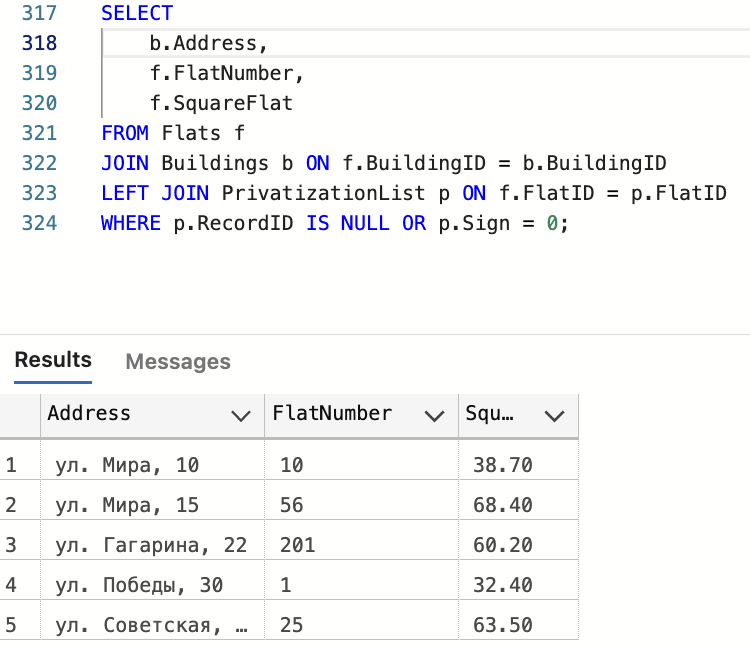 317 SELECT
318 b.Address,
319 f.FlatNumber,
320 f.SquareFlat
321 FROM Flats f
322 JOIN Buildings b ON f.BuildingID = b.BuildingID
323 LEFT JOIN PrivatizationList p ON f.FlatID = p.FlatID
324 WHERE p.RecordID IS NULL OR p.Sign = 0;
Results Messages
Address FlatNumber Squ…
1 ул. Мира, 10 10 38.70
2 ул. Мира, 15 56 68.40
3 ул. Гагарина, 22 201 60.20
4 ул. Победы, 30 1 32.40
5 ул. Советская, … 25 63.50